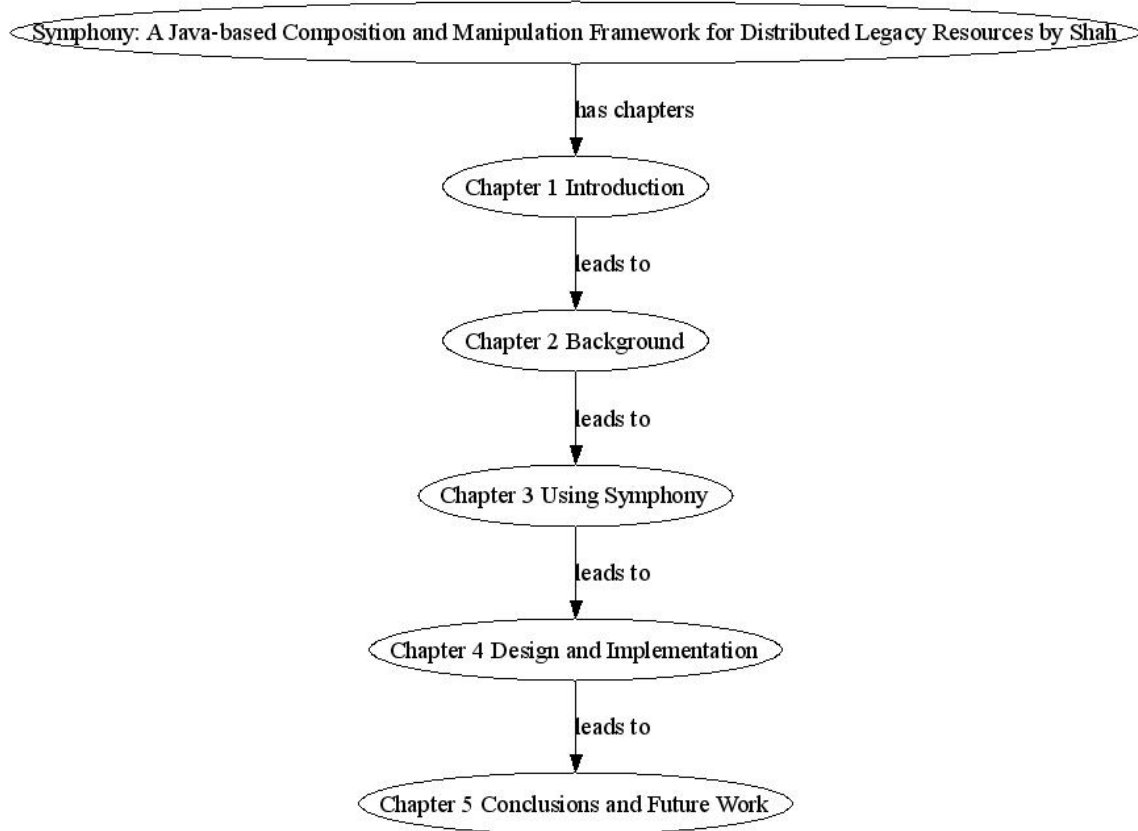 Symphony: A Java-based Composition and Manipulation Framework for Distributed Legacy Resources by Shah
has chapters
Chapter 1 Introduction
leads to
Chapter 2 Background
leads to
Chapter 3 Using Symphony
leads to
Chapter 4 Design and Implementation
leads to
Chapter 5 Conclusions and Future Work